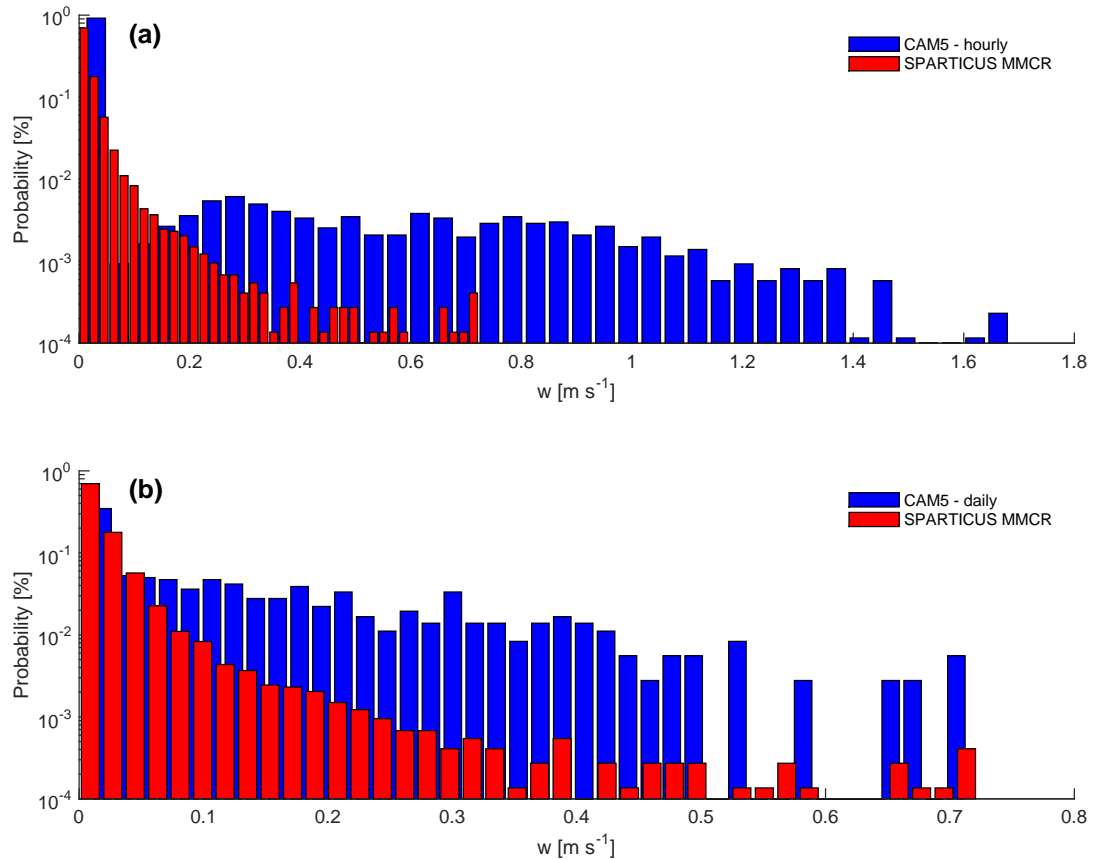 (a)
CAM5 - hourly
SPARTICUS MMCR
Probability [%]
10^0
10^-1
10^-2
10^-3
10^-4
0 0.2 0.4 0.6 0.8 1 1.2 1.4 1.6 1.8
w [m s^-1]
(b)
CAM5 - daily
SPARTICUS MMCR
Probability [%]
10^0
10^-1
10^-2
10^-3
10^-4
0 0.1 0.2 0.3 0.4 0.5 0.6 0.7 0.8
w [m s^-1]